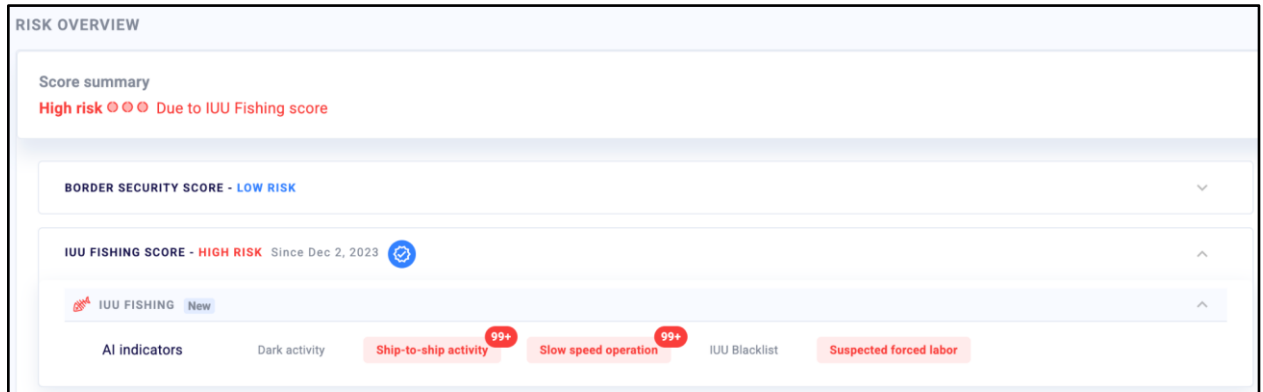 RISK OVERVIEW
Score summary
High risk Due to IUU Fishing score
BORDER SECURITY SCORE - LOW RISK
IUU FISHING SCORE - HIGH RISK Since Dec 2, 2023
IUU FISHING New
AI indicators Dark activity Ship-to-ship activity 99+ Slow speed operation 99+ IUU Blacklist Suspected forced labor